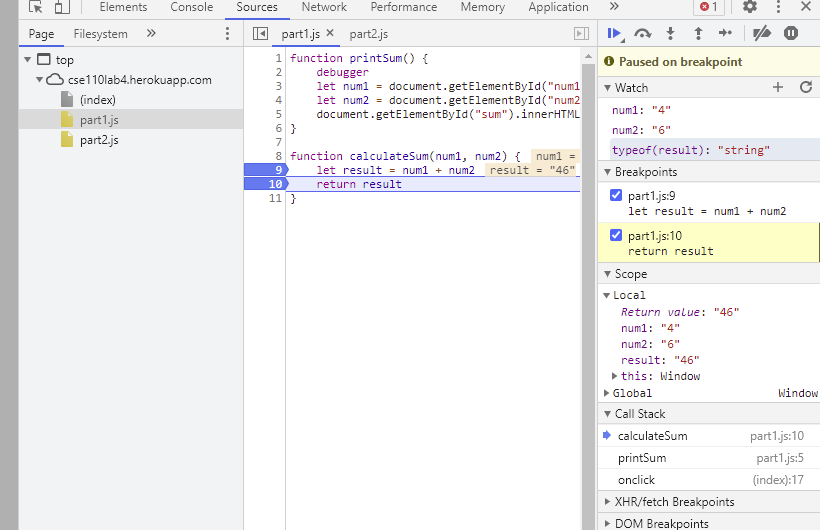 Elements Console Sources Network Performance Memory Application » 1
Page Filesystem »
top
cse110lab4.herokuapp.com
(index)
part1.js
part2.js
part1.js × part2.js
1 function printSum() {
2 debugger
3 let num1 = document.getElementById("num1
4 let num2 = document.getElementById("num2
5 document.getElementById("sum").innerHTML
6 }
7
8 function calculateSum(num1, num2) { num1 =
9 let result = num1 + num2 result = "46"
10 return result
11 }
Paused on breakpoint
Watch
num1: "4"
num2: "6"
typeof(result): "string"
Breakpoints
part1.js:9
let result = num1 + num2
part1.js:10
return result
Scope
Local
Return value: "46"
num1: "4"
num2: "6"
result: "46"
this: Window
Global Window
Call Stack
calculateSum part1.js:10
printSum part1.js:5
onclick (index):17
XHR/fetch Breakpoints
DOM Breakpoints